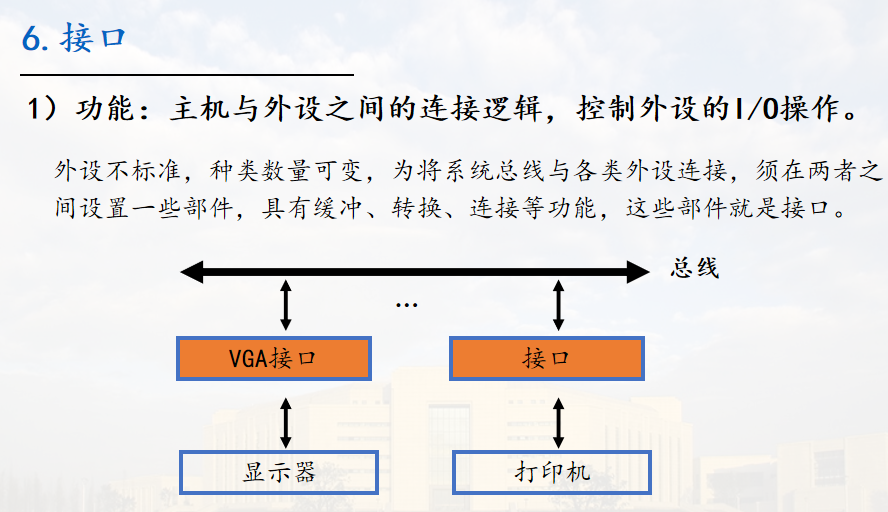 6.接口
1）功能：主机与外设之间的连接逻辑，控制外设的I/O操作。
外设不标准，种类数量可变，为将系统总线与各类外设连接，须在两者之
间设置一些部件，具有缓冲、转换、连接等功能，这些部件就是接口。
总线
…
VGA接口
接口
显示器
打印机